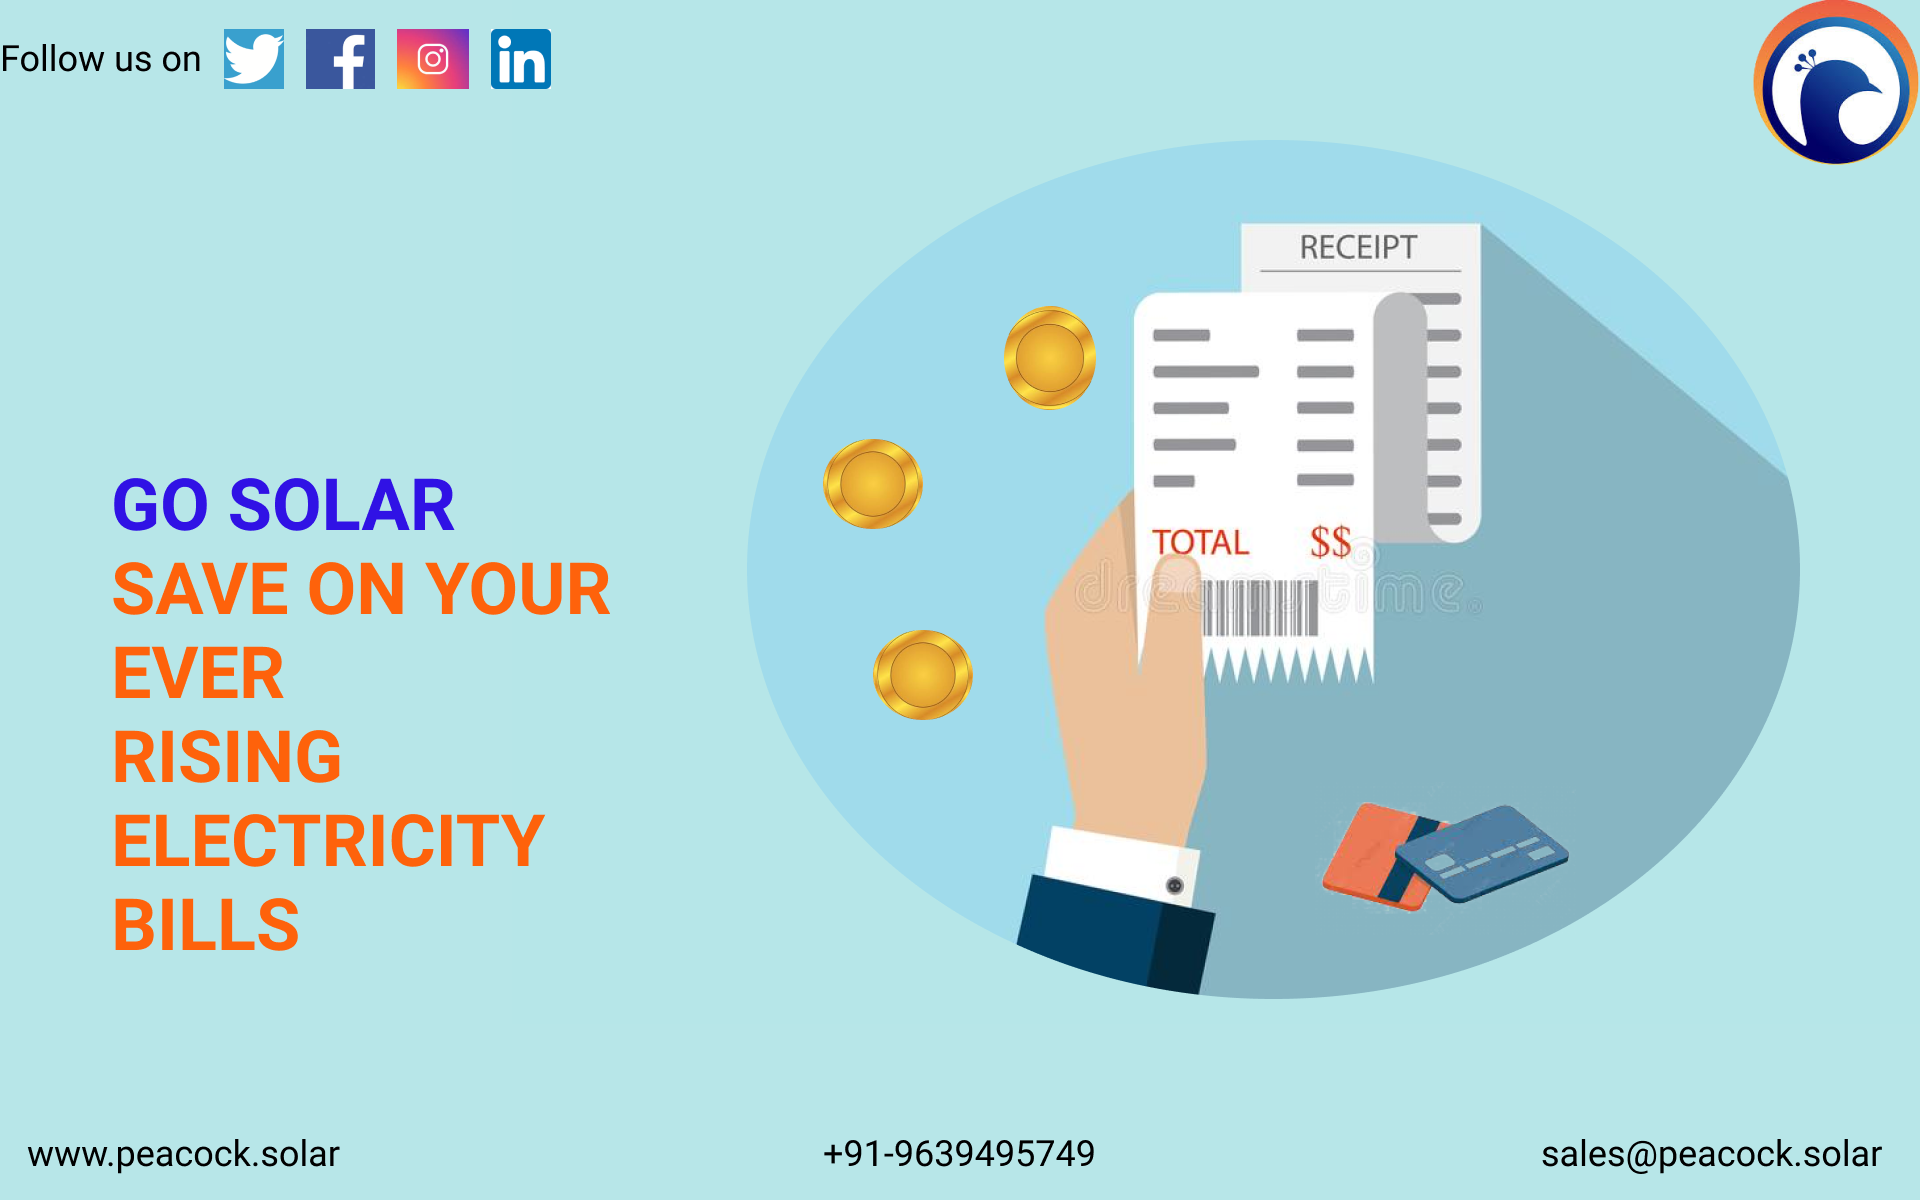 Follow us on
RECEIPT
TOTAL $$
dreamstime.
GO SOLAR
SAVE ON YOUR
EVER
RISING
ELECTRICITY
BILLS
www.peacock.solar
+91-9639495749
sales@peacock.solar